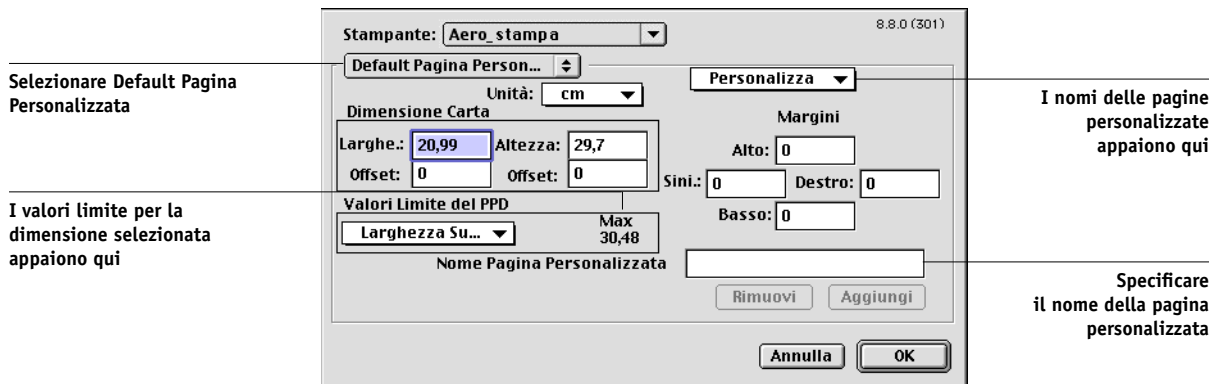 8.8.0 (301)
Stampante: Aero_stampa
Default Pagina Person...
Personalizza
Unità: cm
Dimensione Carta
Margini
Larghe.: 20,99 Altezza: 29,7
Alto: 0
Offset: 0 Offset: 0
Sini.: 0 Destro: 0
Valori Limite del PPD
Basso: 0
Larghezza Su...
Max
30,48
Nome Pagina Personalizzata
Rimuovi Aggiungi
Annulla OK
Selezionare Default Pagina
Personalizzata
I valori limite per la
dimensione selezionata
appaiono qui
I nomi delle pagine
personalizzate
appaiono qui
Specificare
il nome della pagina
personalizzata